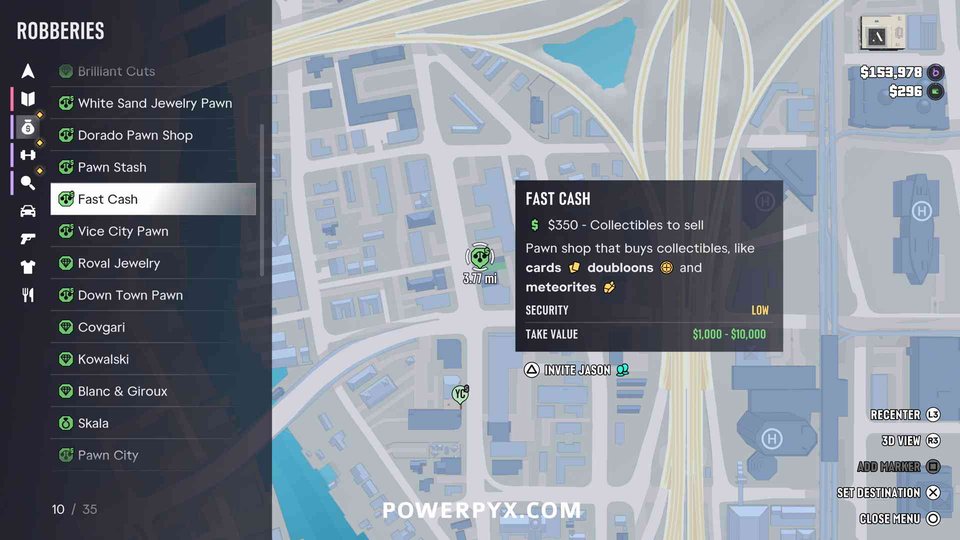 ROBBERIES
Brilliant Cuts
White Sand Jewelry Pawn
Dorado Pawn Shop
Pawn Stash
Fast Cash
Vice City Pawn
Roval Jewelry
Down Town Pawn
Covgari
Kowalski
Blanc & Giroux
Skala
Pawn City
10 / 35
3.77 mi
YC
FAST CASH
$ $350 - Collectibles to sell
Pawn shop that buys collectibles, like
cards doubloons and
meteorites
SECURITY LOW
TAKE VALUE $1,000 - $10,000
INVITE JASON
H
H
H
$153,978
$296
RECENTER L3
3D VIEW R3
ADD MARKER
SET DESTINATION
CLOSE MENU
POWERPYX.COM